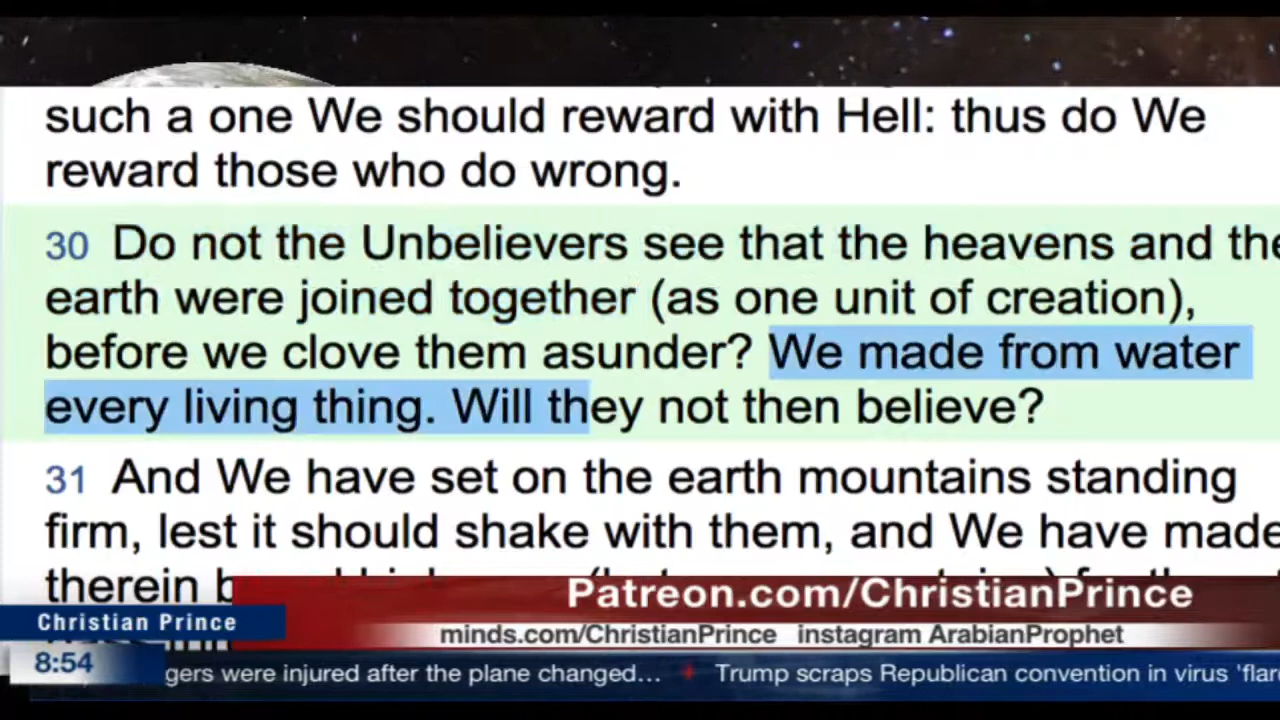 such a one We should reward with Hell: thus do We
reward those who do wrong.
30 Do not the Unbelievers see that the heavens and the
earth were joined together (as one unit of creation),
before we clove them asunder? We made from water
every living thing. Will they not then believe?
31 And We have set on the earth mountains standing
firm, lest it should shake with them, and We have made
therein
Patreon.com/ChristianPrince
Christian Prince
minds.com/ChristianPrince instagram ArabianProphet
8:54
gers were injured after the plane changed... Trump scraps Republican convention in virus 'flar